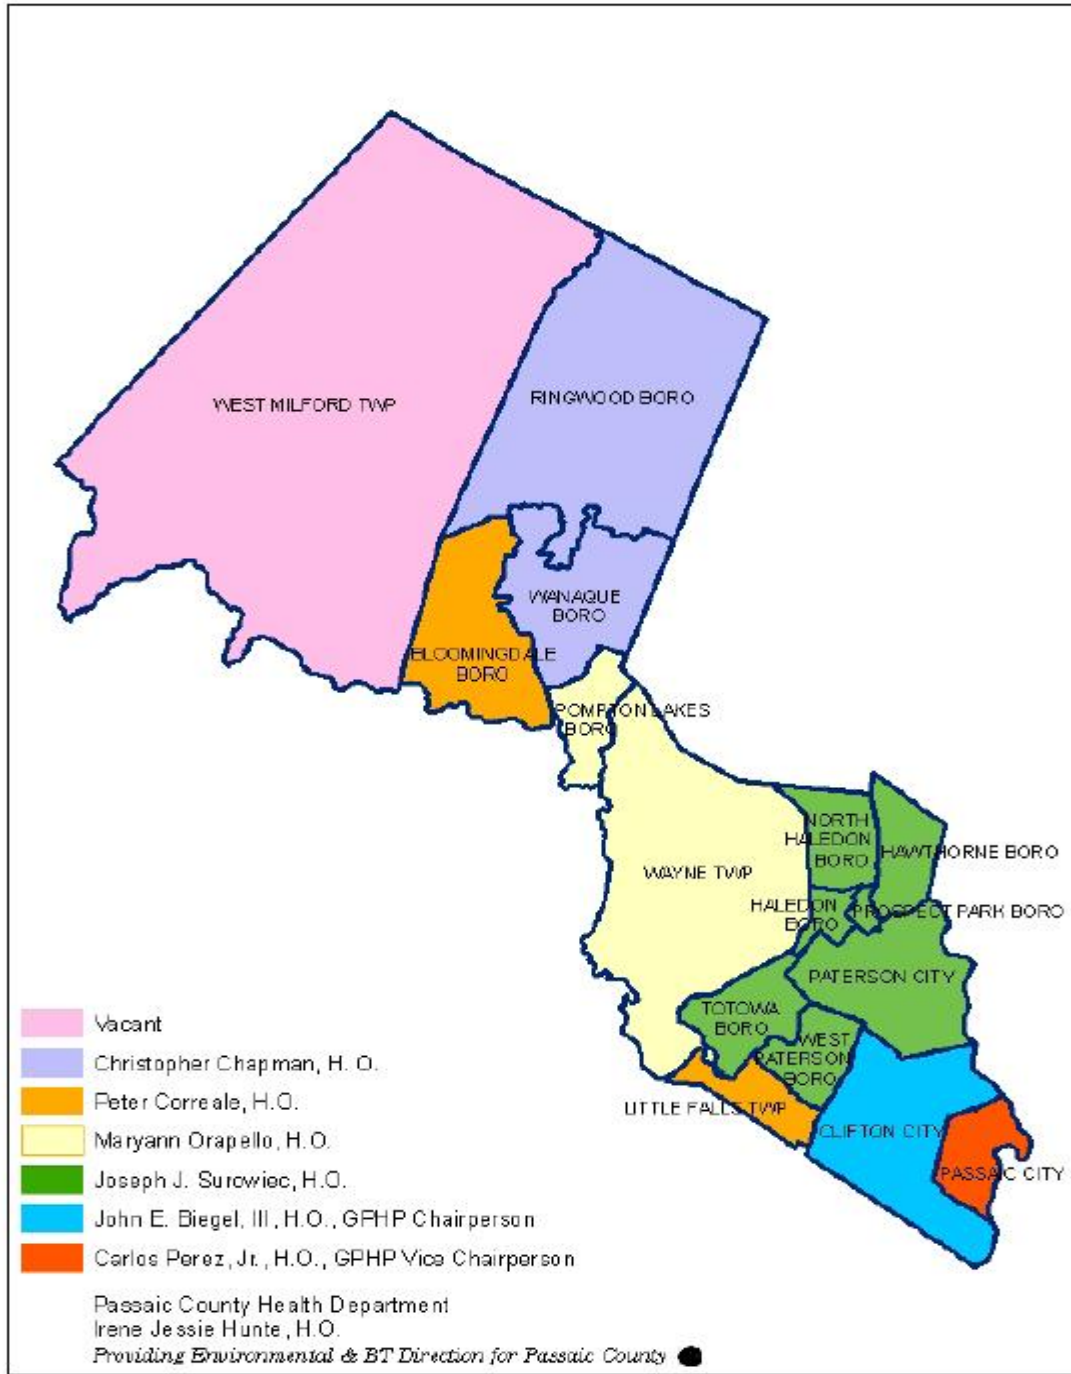 WEST MILFORD TWP
RINGWOOD BORO
WANAQUE
BORO
BLOOMINGDALE
BORO
POMPTON LAKES
BORO
NORTH
HALEDON
BORO
HAWTHORNE BORO
WAYNE TWP
HALEDON
BORO
PROSPECT PARK BORO
PATERSON CITY
TOTOWA
BORO
WEST
PATERSON
BORO
LITTLE FALLS TWP
CLIFTON CITY
PASSAIC CITY
Vacant
Christopher Chapman, H. O.
Peter Correale, H.O.
Maryann Orapello, H.O.
Joseph J. Surowiec, H.O.
John E. Biegel, III, H.O., GPHP Chairperson
Carlos Perez, Jr., H.O., GPHP Vice Chairperson
Passaic County Health Department
Irene Jessie Hunte, H.O.
Providing Environmental & BT Direction for Passaic County